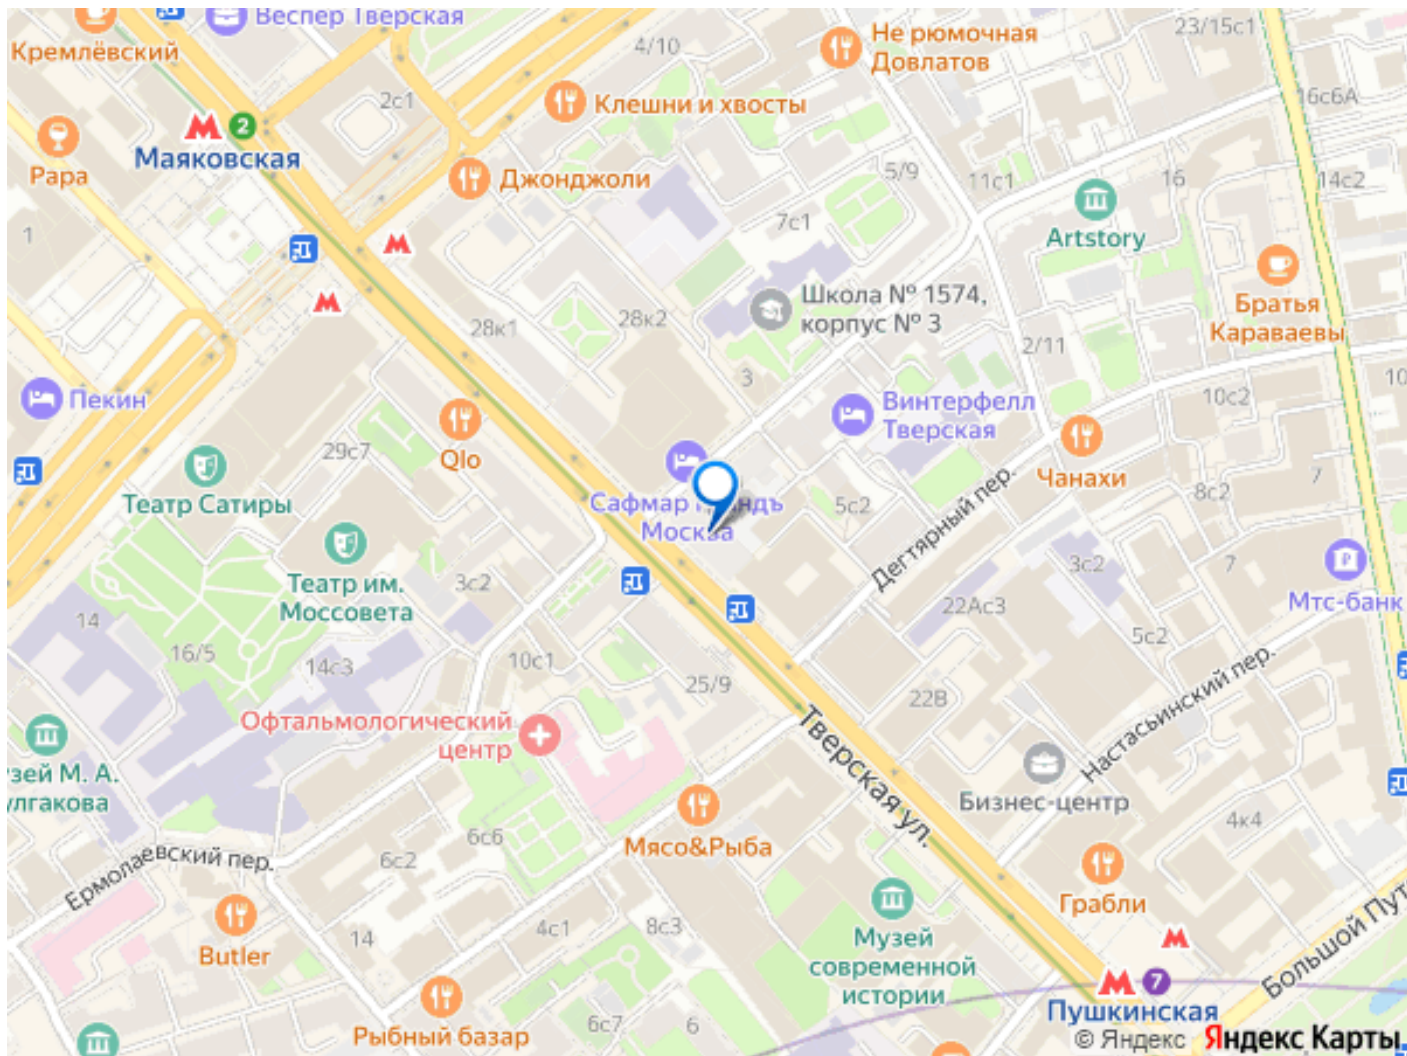 Веспер Тверская
Кремлёвский
4/10
Не рюмочная
Довлатов
23/15с1
2с1
Клешни и хвосты
16с6А
2
Маяковская
Рара
Джонджоли
5/9
11с1
16
14с2
7с1
Artstory
1
28к1
28к2
Школа № 1574,
корпус № 3
Братья
Караваевы
2/11
3
Пекин
Qlo
Винтерфелл
Тверская
10с2
10
29с7
Театр Сатиры
Сафмар
Москва
5с2
Дегтярный пер.
Чанахи
8с2
7
Театр им.
Моссовета
3с2
3с2
7
Мтс-банк
14
16/5
14с3
10с1
25/9
22Ас3
5с2
22В
Настасьинский пер.
Офтальмологический
центр
Тверская ул.
М. А.
Бизнес-центр
Мясо&Рыба
6с6
6с2
4к4
Ермолаевский пер.
Грабли
Butler
14
4с1
8с3
Музей
современной
истории
7
Пушкинская
Большой
Рыбный базар
6с7
6
© Яндекс Яндекс Карты